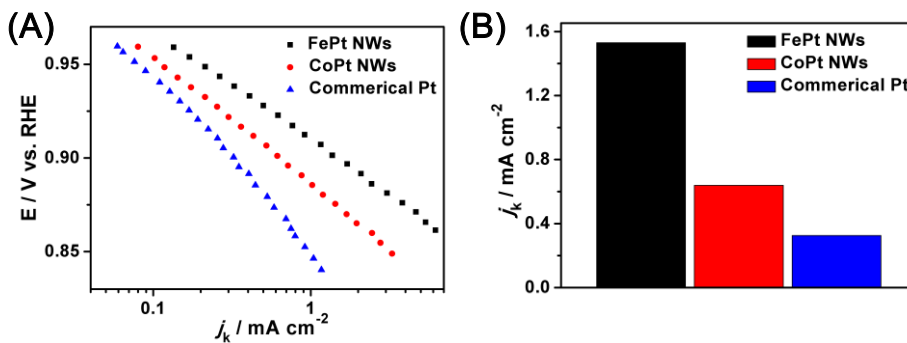 (A)
FePt NWs
CoPt NWs
Commerical Pt
0.95
0.90
0.85
E / V vs. RHE
0.1
1
jk / mA cm-2
(B)
FePt NWs
CoPt NWs
Commerical Pt
1.6
1.2
0.8
0.4
0.0
jk / mA cm-2